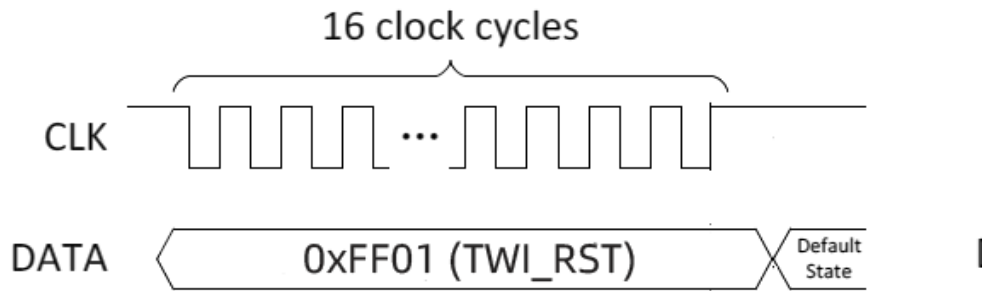 16 clock cycles
CLK
...
DATA
0xFF01 (TWI_RST)
Default
State